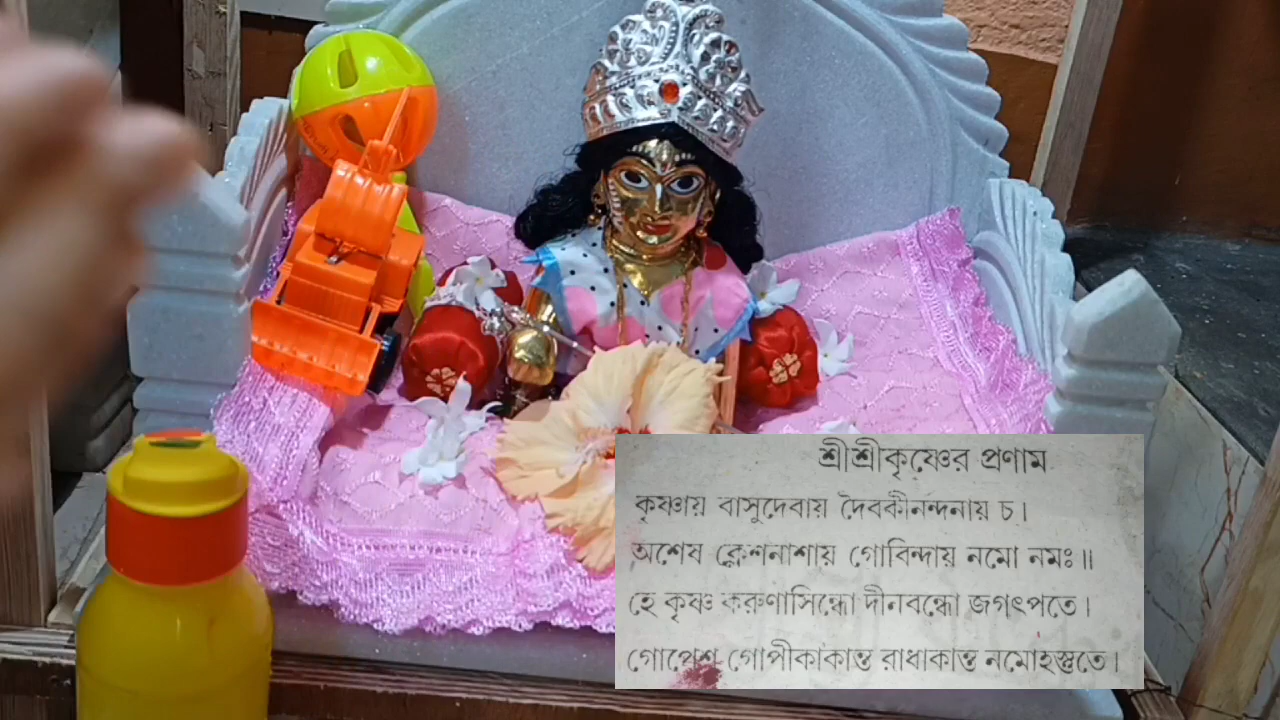 শ্রীশ্রীকৃষ্ণের প্রণাম
কৃষ্ণায় বাসুদেবায় দৈবকীনন্দনায় চ।
অশেষ ক্লেশনাশায় গোবিন্দায় নমো নমঃ॥
হে কৃষ্ণ করুণাসিন্ধো দীনবন্ধো জগৎপতে।
গোপেশ গোপীকাকান্ত রাধাকান্ত নমোহস্তুতে।